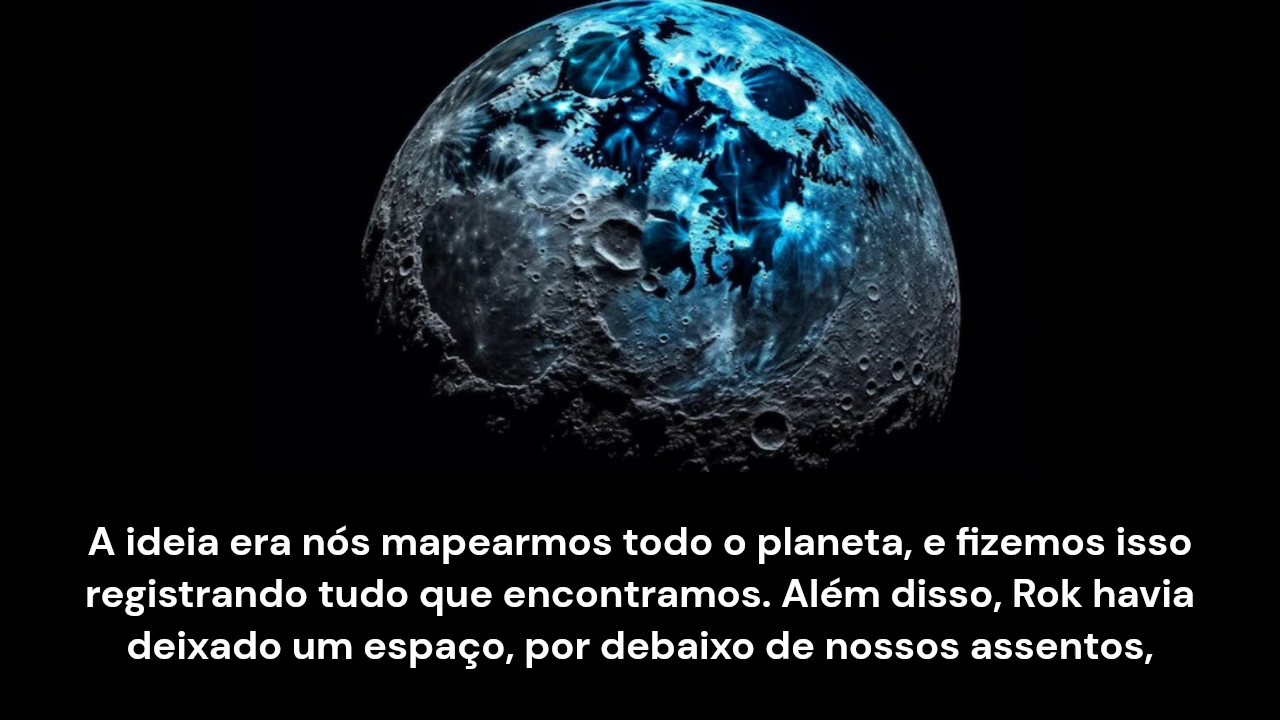 A ideia era nós mapearmos todo o planeta, e fizemos isso
registrando tudo que encontramos. Além disso, Rok havia
deixado um espaço, por debaixo de nossos assentos,